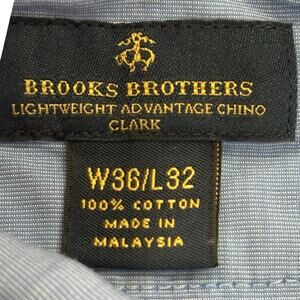 BROOKS BROTHERS
LIGHTWEIGHT ADVANTAGE CHINO
CLARK
W36/L32
100% COTTON
MADE IN
MALAYSIA